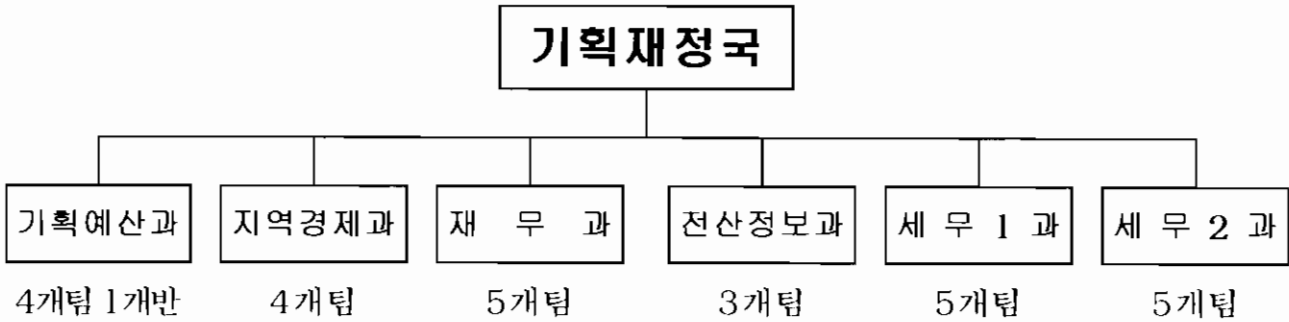 기획재정국
기획예산과 지역경제과 재 무 과 전산정보과 세 무 1 과 세 무 2 과
4개팀 1개반 4개팀 5개팀 3개팀 5개팀 5개팀